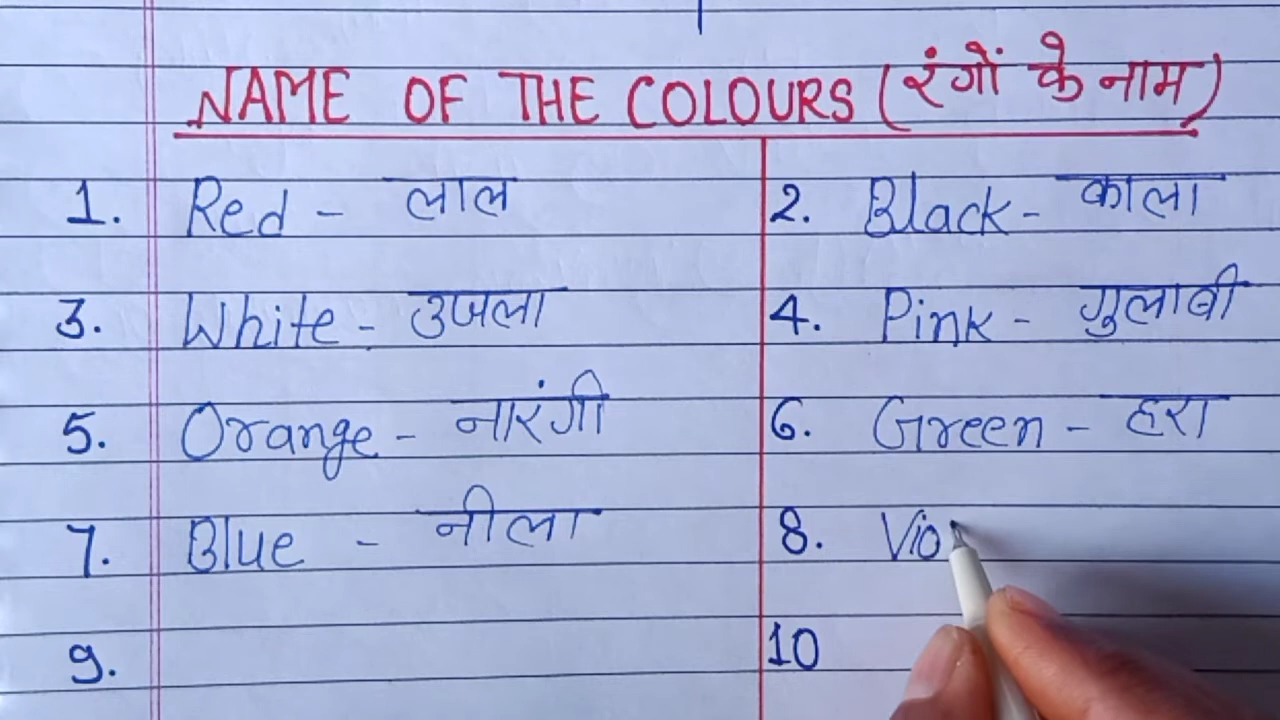 NAME OF THE COLOURS (रंगों के नाम)
1. Red - लाल 2. Black - काला
3. White - उजला 4. Pink - गुलाबी
5. Orange - नारंगी 6. Green - हरा
7. Blue - नीला 8. Vio
9. 10